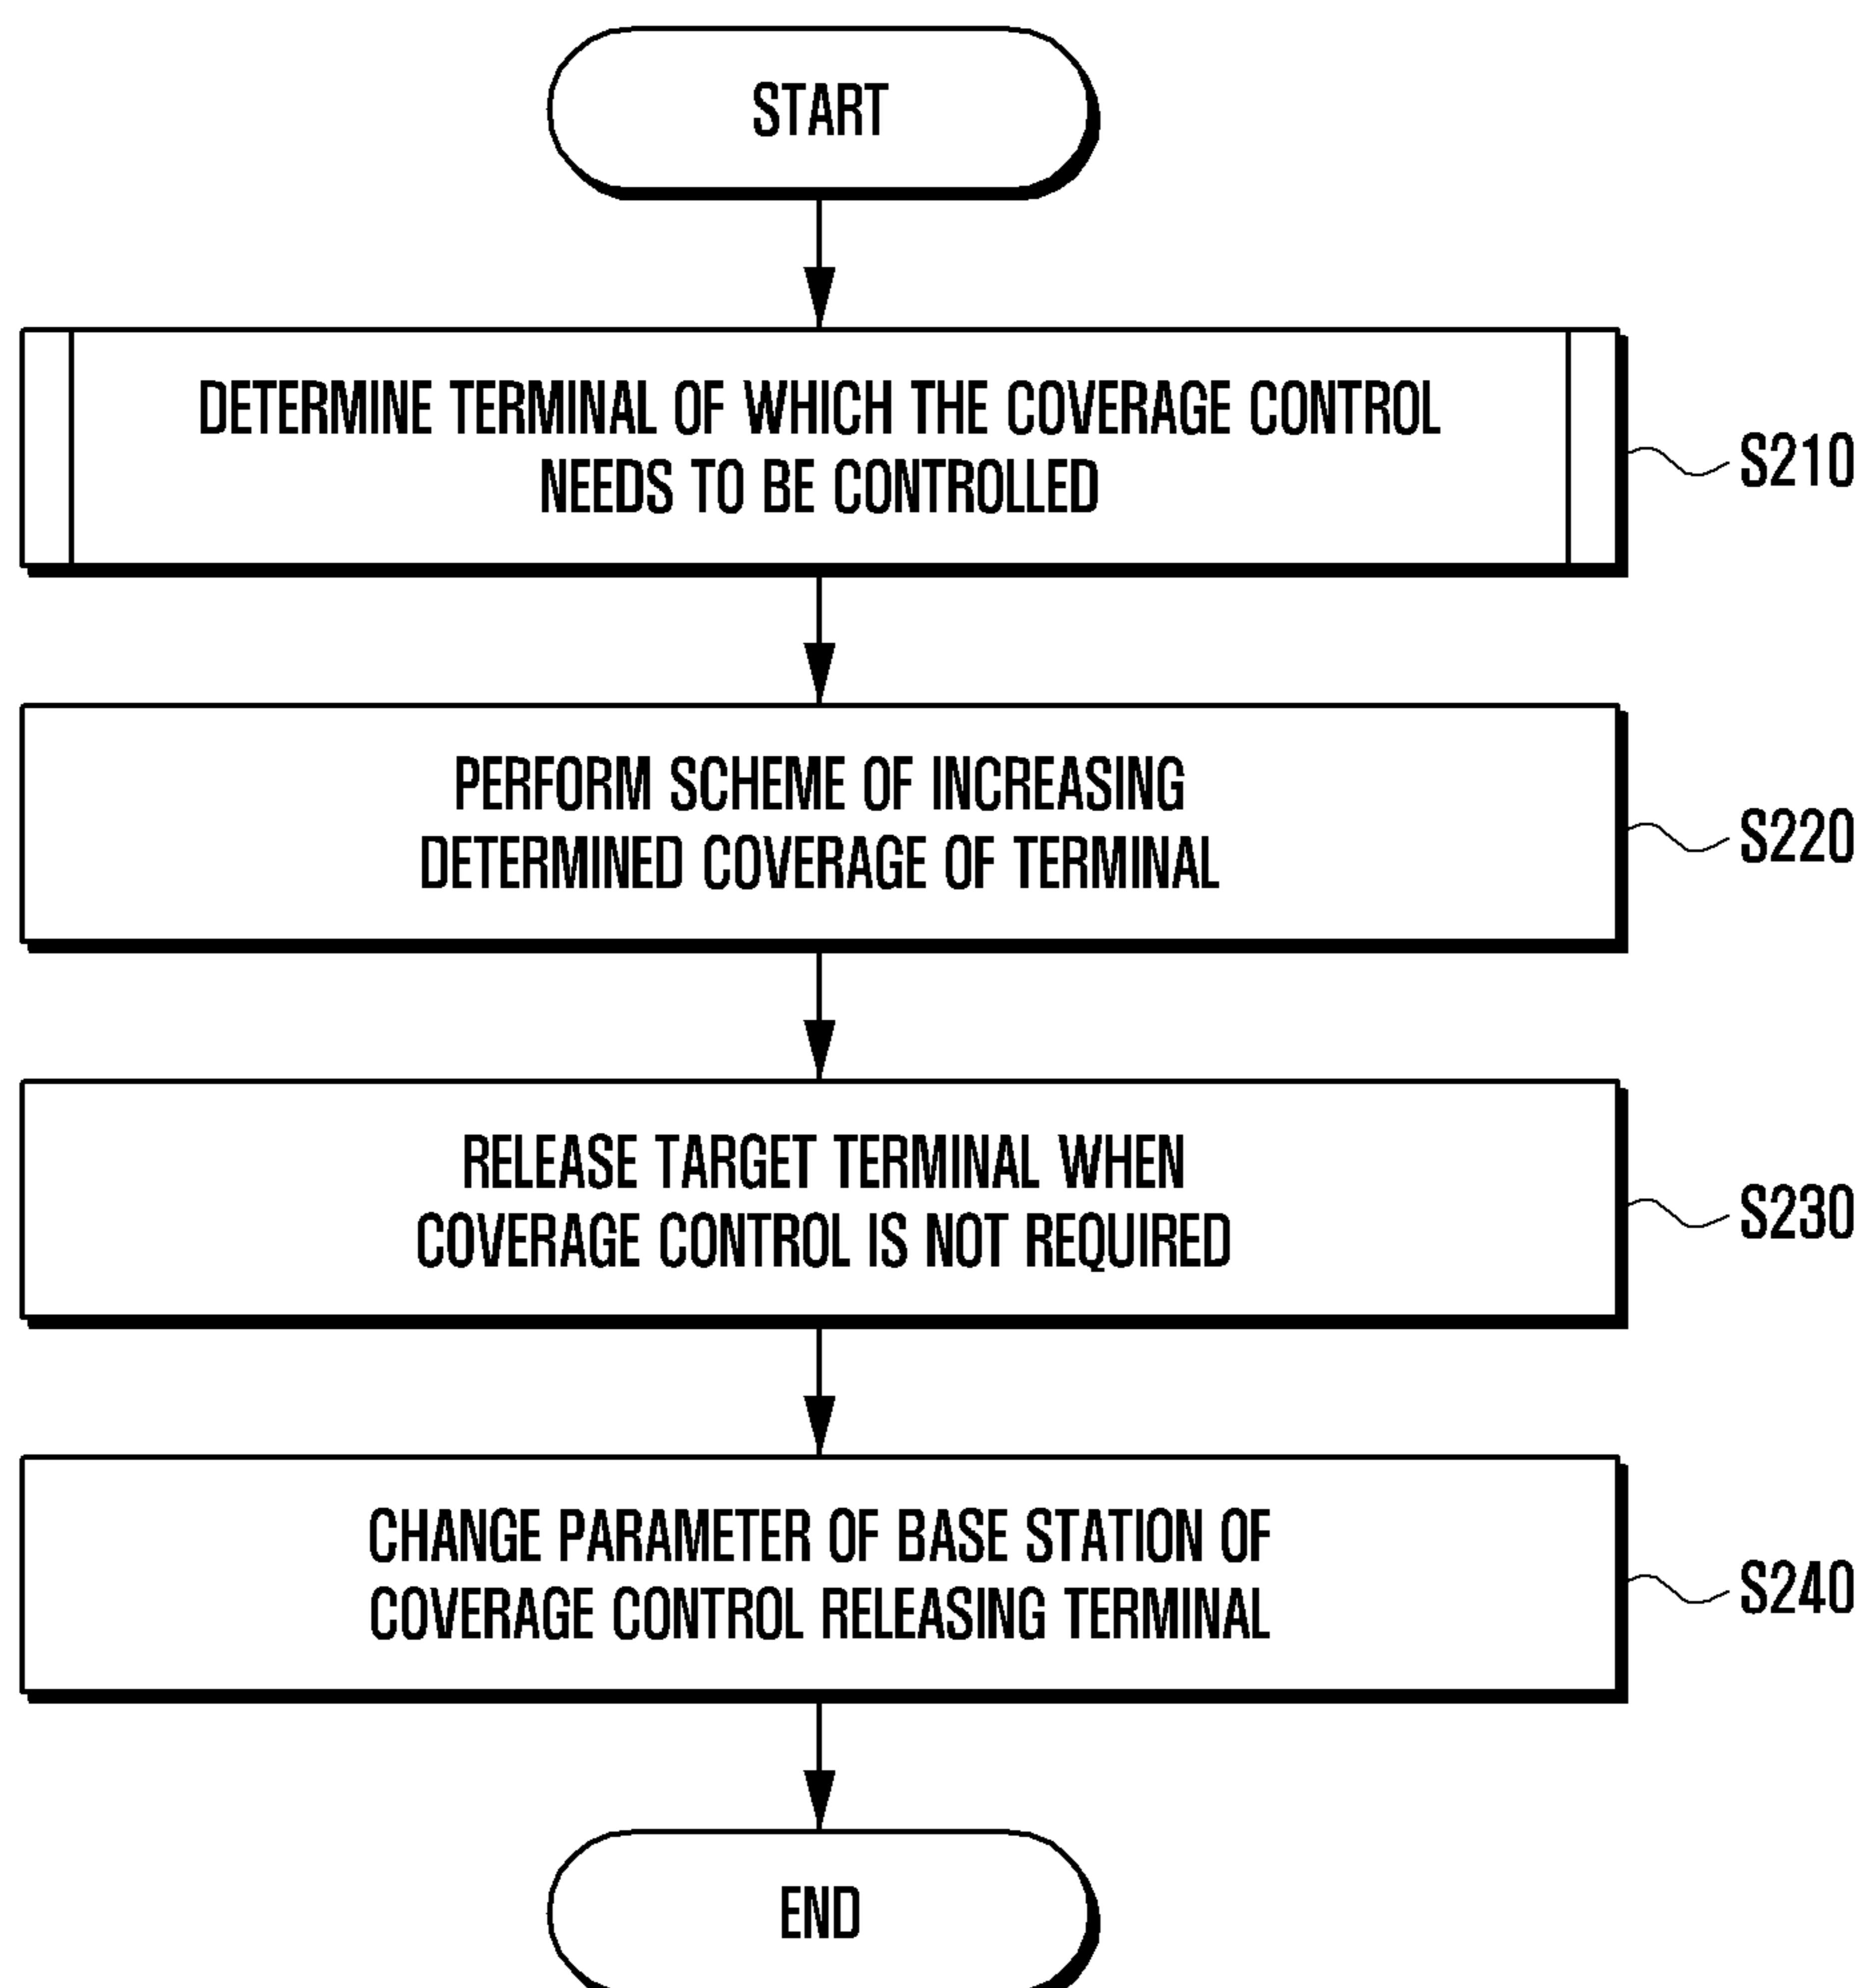 START
DETERMINE TERMINAL OF WHICH THE COVERAGE CONTROL
NEEDS TO BE CONTROLLED
S210
PERFORM SCHEME OF INCREASING
DETERMINED COVERAGE OF TERMINAL
S220
RELEASE TARGET TERMINAL WHEN
COVERAGE CONTROL IS NOT REQUIRED
S230
CHANGE PARAMETER OF BASE STATION OF
COVERAGE CONTROL RELEASING TERMINAL
S240
END